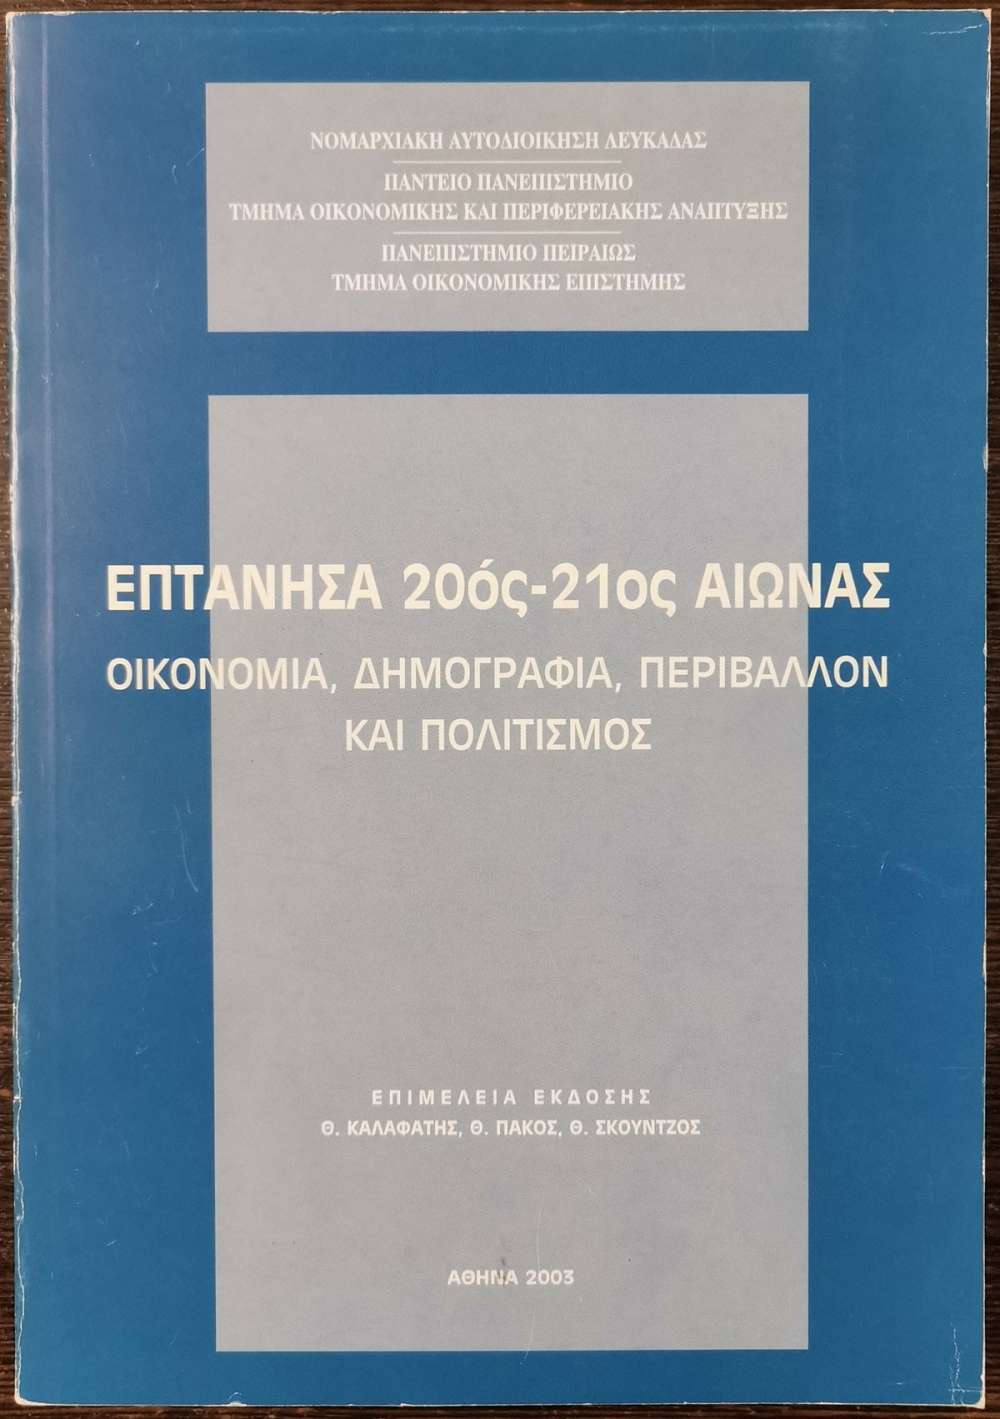 ΝΟΜΑΡΧΙΑΚΗ ΑΥΤΟΔΙΟΙΚΗΣΗ ΛΕΥΚΑΔΑΣ
ΠΑΝΤΕΙΟ ΠΑΝΕΠΙΣΤΗΜΙΟ
ΤΜΗΜΑ ΟΙΚΟΝΟΜΙΚΗΣ ΚΑΙ ΠΕΡΙΦΕΡΕΙΑΚΗΣ ΑΝΑΠΤΥΞΗΣ
ΠΑΝΕΠΙΣΤΗΜΙΟ ΠΕΙΡΑΙΩΣ
ΤΜΗΜΑ ΟΙΚΟΝΟΜΙΚΗΣ ΕΠΙΣΤΗΜΗΣ
ΕΠΤΑΝΗΣΑ 20ός-21ος ΑΙΩΝΑΣ
ΟΙΚΟΝΟΜΙΑ, ΔΗΜΟΓΡΑΦΙΑ, ΠΕΡΙΒΑΛΛΟΝ
ΚΑΙ ΠΟΛΙΤΙΣΜΟΣ
ΕΠΙΜΕΛΕΙΑ ΕΚΔΟΣΗΣ
Θ. ΚΑΛΑΦΑΤΗΣ, Θ. ΠΑΚΟΣ, Θ. ΣΚΟΥΝΤΖΟΣ
ΑΘΗΝΑ 2003